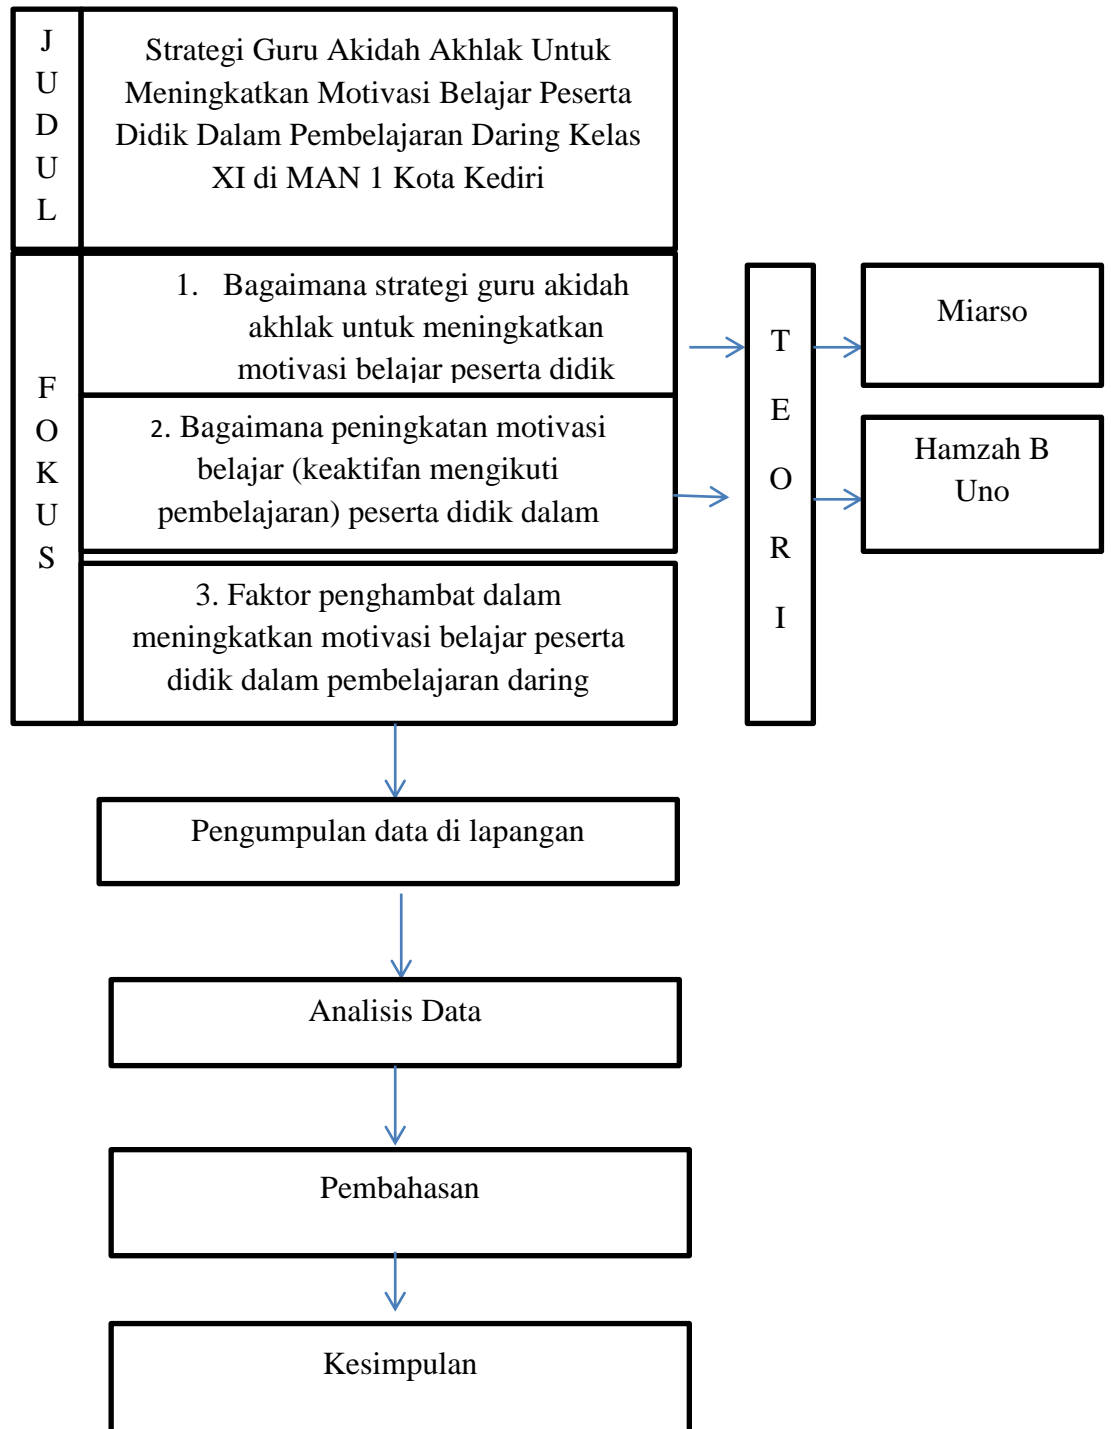 J
U
D
U
L
Strategi Guru Akidah Akhlak Untuk
Meningkatkan Motivasi Belajar Peserta
Didik Dalam Pembelajaran Daring Kelas
XI di MAN 1 Kota Kediri
F
O
K
U
S
1. Bagaimana strategi guru akidah
akhlak untuk meningkatkan
motivasi belajar peserta didik
2. Bagaimana peningkatan motivasi
belajar (keaktifan mengikuti
pembelajaran) peserta didik dalam
3. Faktor penghambat dalam
meningkatkan motivasi belajar peserta
didik dalam pembelajaran daring
T
E
O
R
I
Miarso
Hamzah B
Uno
Pengumpulan data di lapangan
Analisis Data
Pembahasan
Kesimpulan